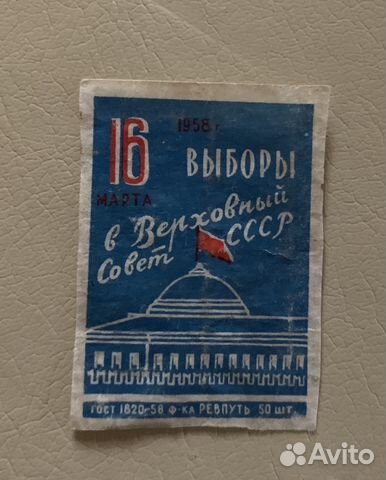 1958 г.
16
МАРТА
ВЫБОРЫ
в Верховный
Совет СССР
ГОСТ 1820-58 Ф-КА РЕВПУТЬ 50 ШТ.
Avito